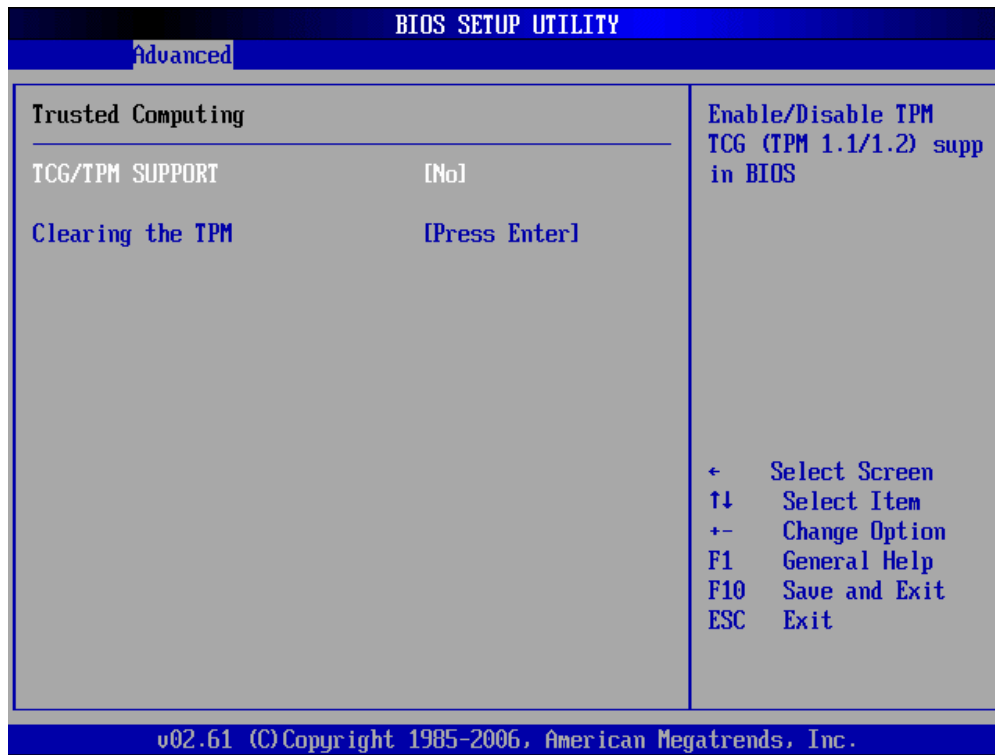 BIOS SETUP UTILITY
Advanced
Trusted Computing
TCG/TPM SUPPORT [No]
Clearing the TPM [Press Enter]
Enable/Disable TPM
TCG (TPM 1.1/1.2) supp
in BIOS
← Select Screen
↑↓ Select Item
+- Change Option
F1 General Help
F10 Save and Exit
ESC Exit
v02.61 (C)Copyright 1985-2006, American Megatrends, Inc.